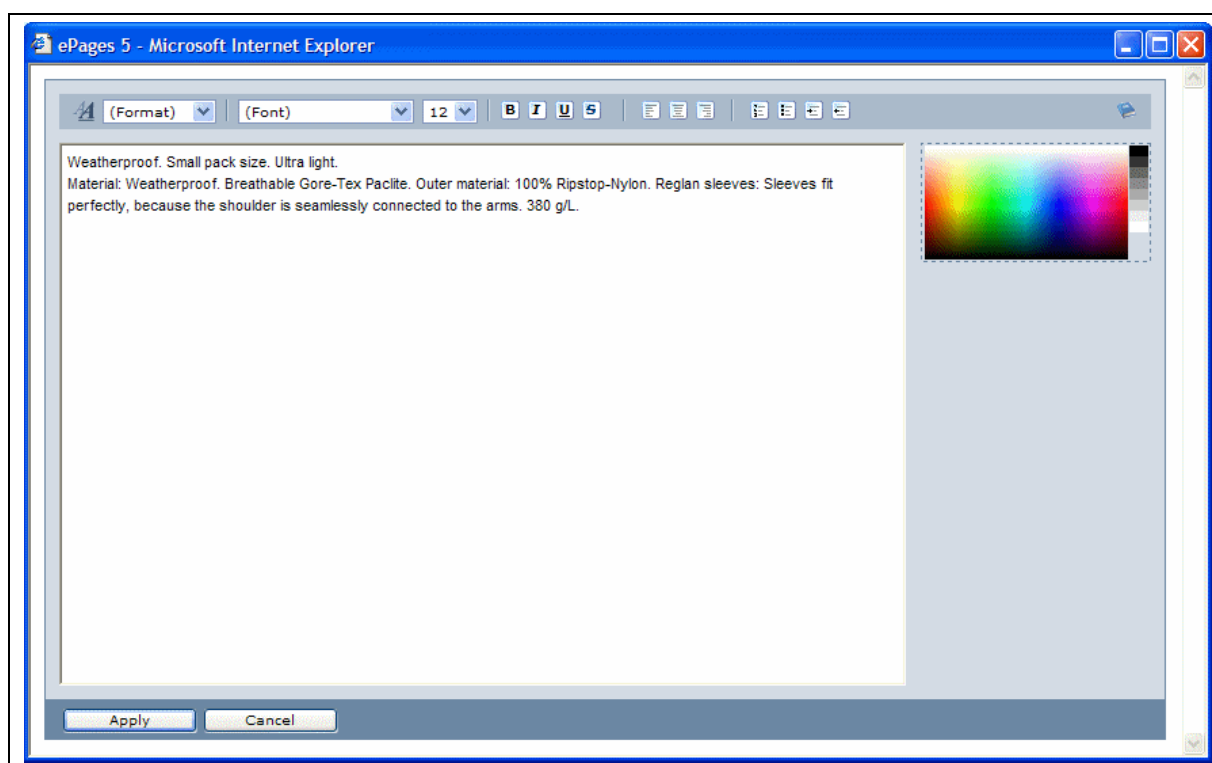 ePages 5 - Microsoft Internet Explorer
(Format) (Font) 12 B I U S
Weatherproof. Small pack size. Ultra light.
Material: Weatherproof. Breathable Gore-Tex Paclite. Outer material: 100% Ripstop-Nylon. Reglan sleeves: Sleeves fit
perfectly, because the shoulder is seamlessly connected to the arms. 380 g/L.
Apply Cancel